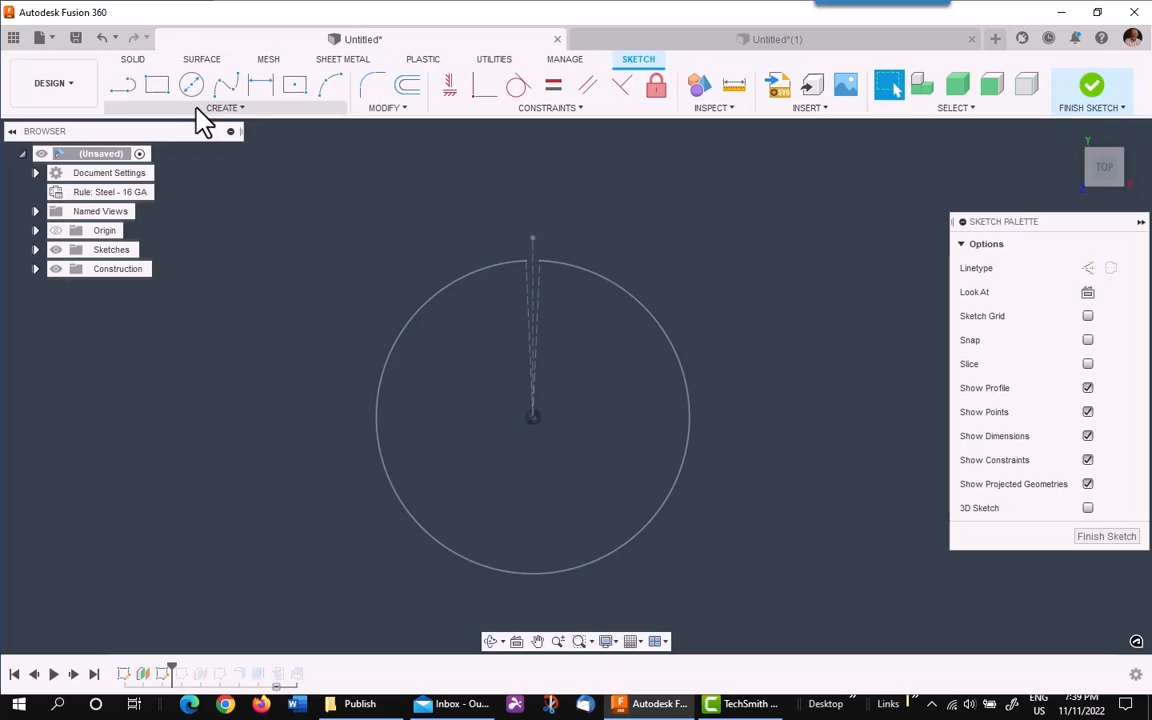 Autodesk Fusion 360
Untitled*
Untitled*(1)
SOLID SURFACE MESH SHEET METAL PLASTIC UTILITIES MANAGE SKETCH
DESIGN
CREATE MODIFY CONSTRAINTS INSPECT INSERT SELECT FINISH SKETCH
BROWSER
(Unsaved)
Document Settings
Rule: Steel - 16 GA
Named Views
Origin
Sketches
Construction
Y
TOP
SKETCH PALETTE
Options
Linetype
Look At
Sketch Grid
Snap
Slice
Show Profile
Show Points
Show Dimensions
Show Constraints
Show Projected Geometries
3D Sketch
Finish Sketch
Publish
Inbox - Ou...
Autodesk F...
TechSmith ...
Desktop
Links
ENG
US
7:39 PM
11/11/2022